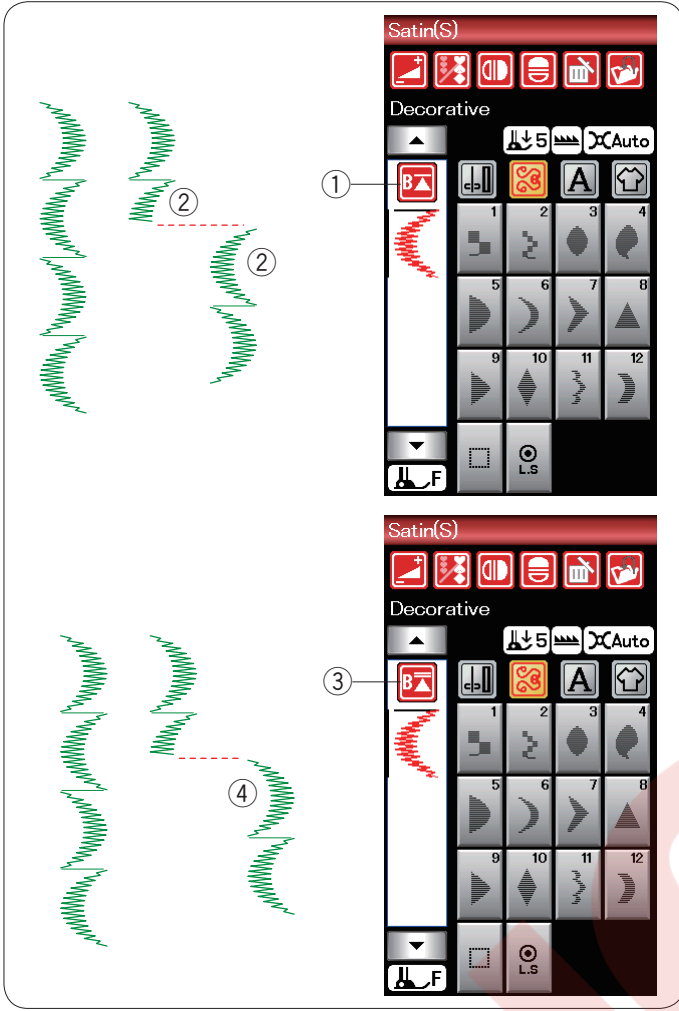 Satin(S)
Decorative
5 Auto
① B A
② 1 2 3 4
② 5 6 7 8
9 10 11 12
L.S
F
Satin(S)
Decorative
5 Auto
③ B A
1 2 3 4
④ 5 6 7 8
9 10 11 12
L.S
F